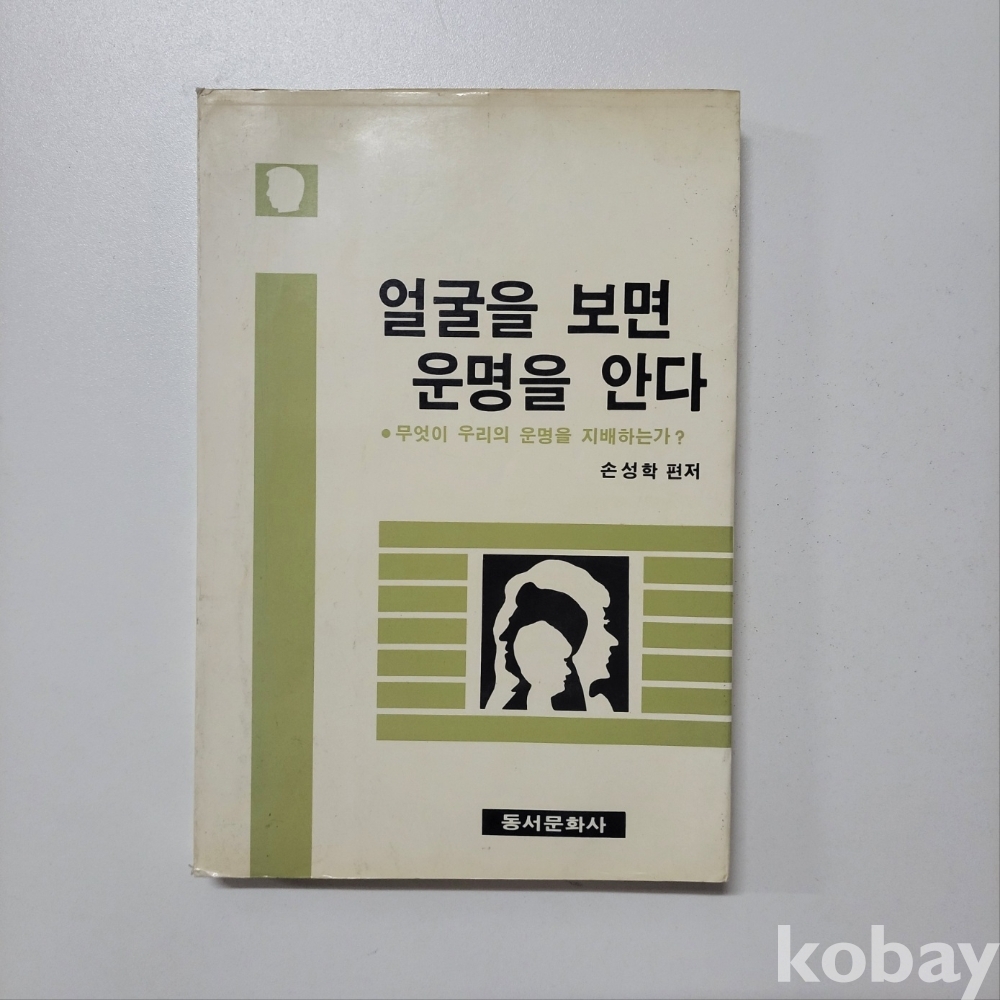 얼굴을 보면
운명을 안다
• 무엇이 우리의 운명을 지배하는가?
손성학 편저
동서문화사
kobay